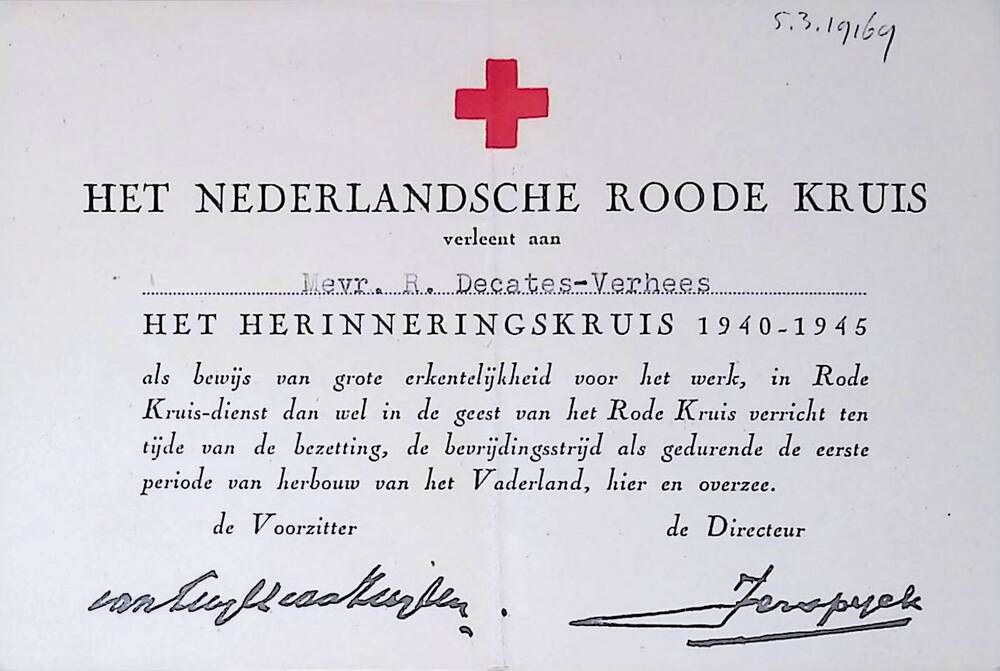 5.3.19169
HET NEDERLANDSCHE ROODE KRUIS
verleent aan
Mevr. R. Decates-Verhees
HET HERINNERINGSKRUIS 1940-1945
als bewijs van grote erkentelijkheid voor het werk, in Rode
Kruis-dienst dan wel in de geest van het Rode Kruis verricht ten
tijde van de bezetting, de bevrijdingsstrijd als gedurende de eerste
periode van herbouw van het Vaderland, hier en overzee.
de Voorzitter
de Directeur